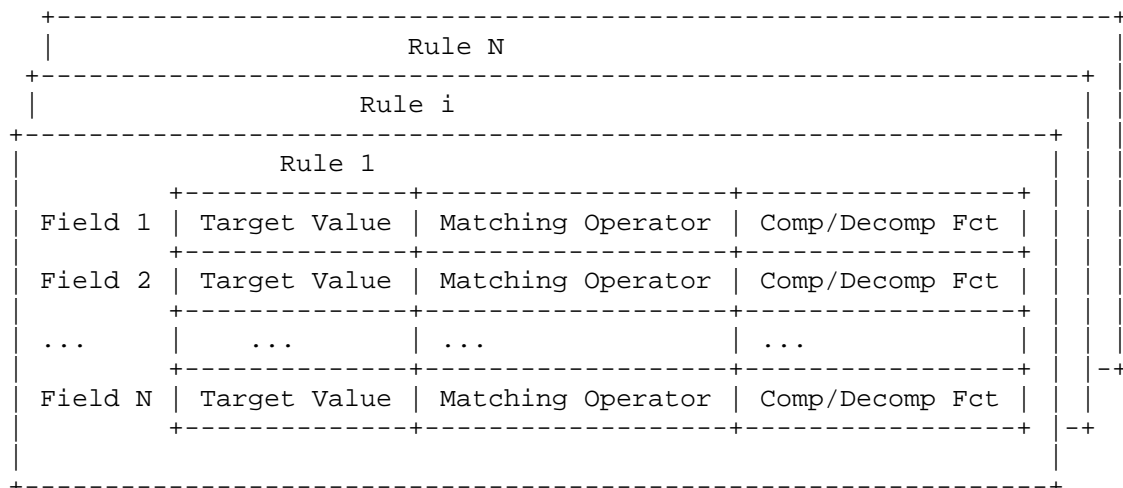 Rule N
Rule i
Rule 1
Field 1 | Target Value | Matching Operator | Comp/Decomp Fct
Field 2 | Target Value | Matching Operator | Comp/Decomp Fct
... | ... | ... | ...
Field N | Target Value | Matching Operator | Comp/Decomp Fct